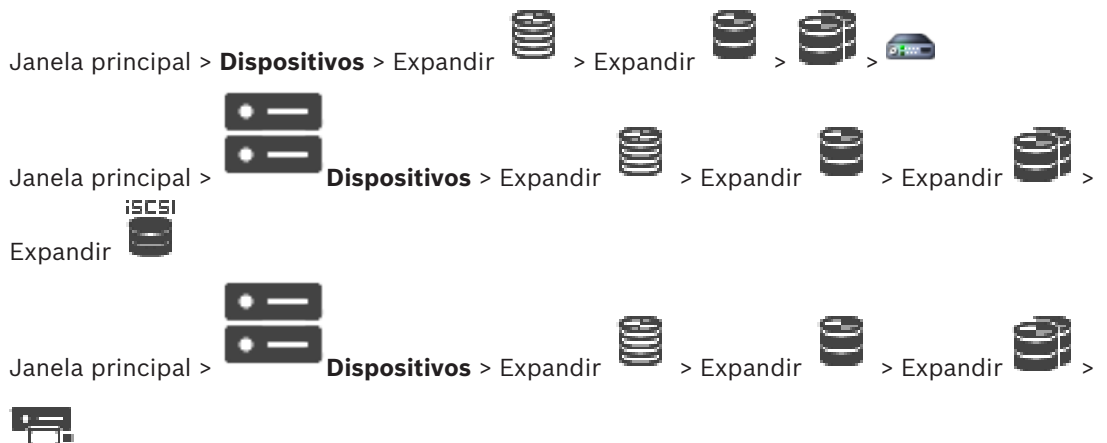 Janela principal > Dispositivos > Expandir > Expandir > >
Janela principal > Dispositivos > Expandir > Expandir > Expandir >
iSCSI
Expandir
Janela principal > Dispositivos > Expandir > Expandir > Expandir >